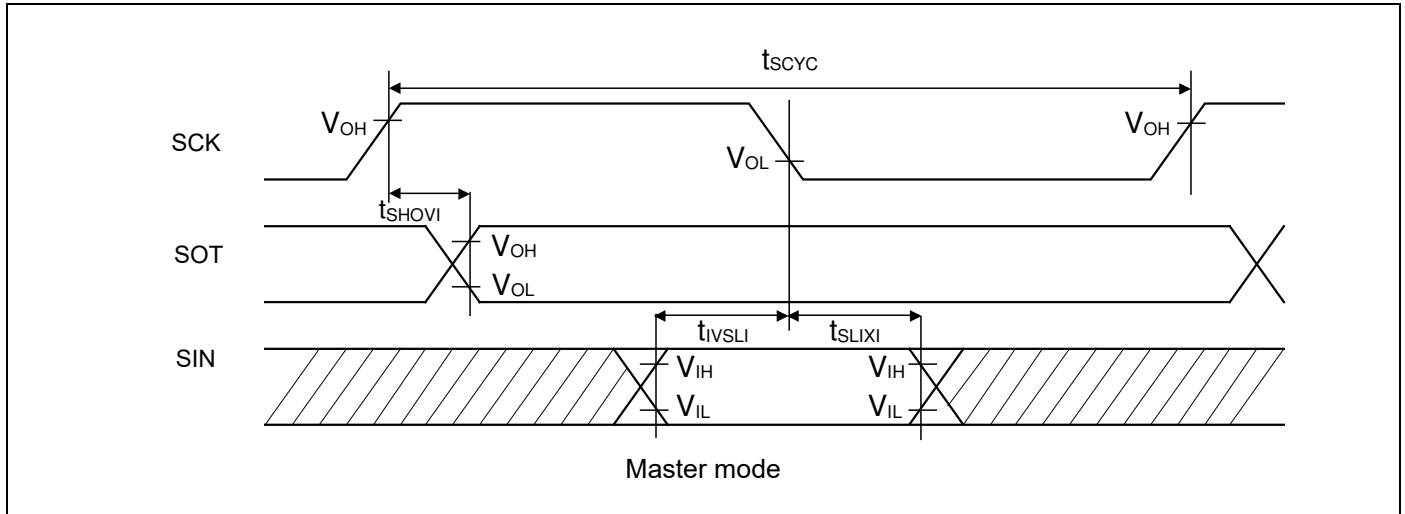 tSCYC
SCK
VOH
VOL
VOH
tSHOVI
SOT
VOH
VOL
tIVSLI
tSLIXI
SIN
VIH
VIH
VIL
VIL
Master mode